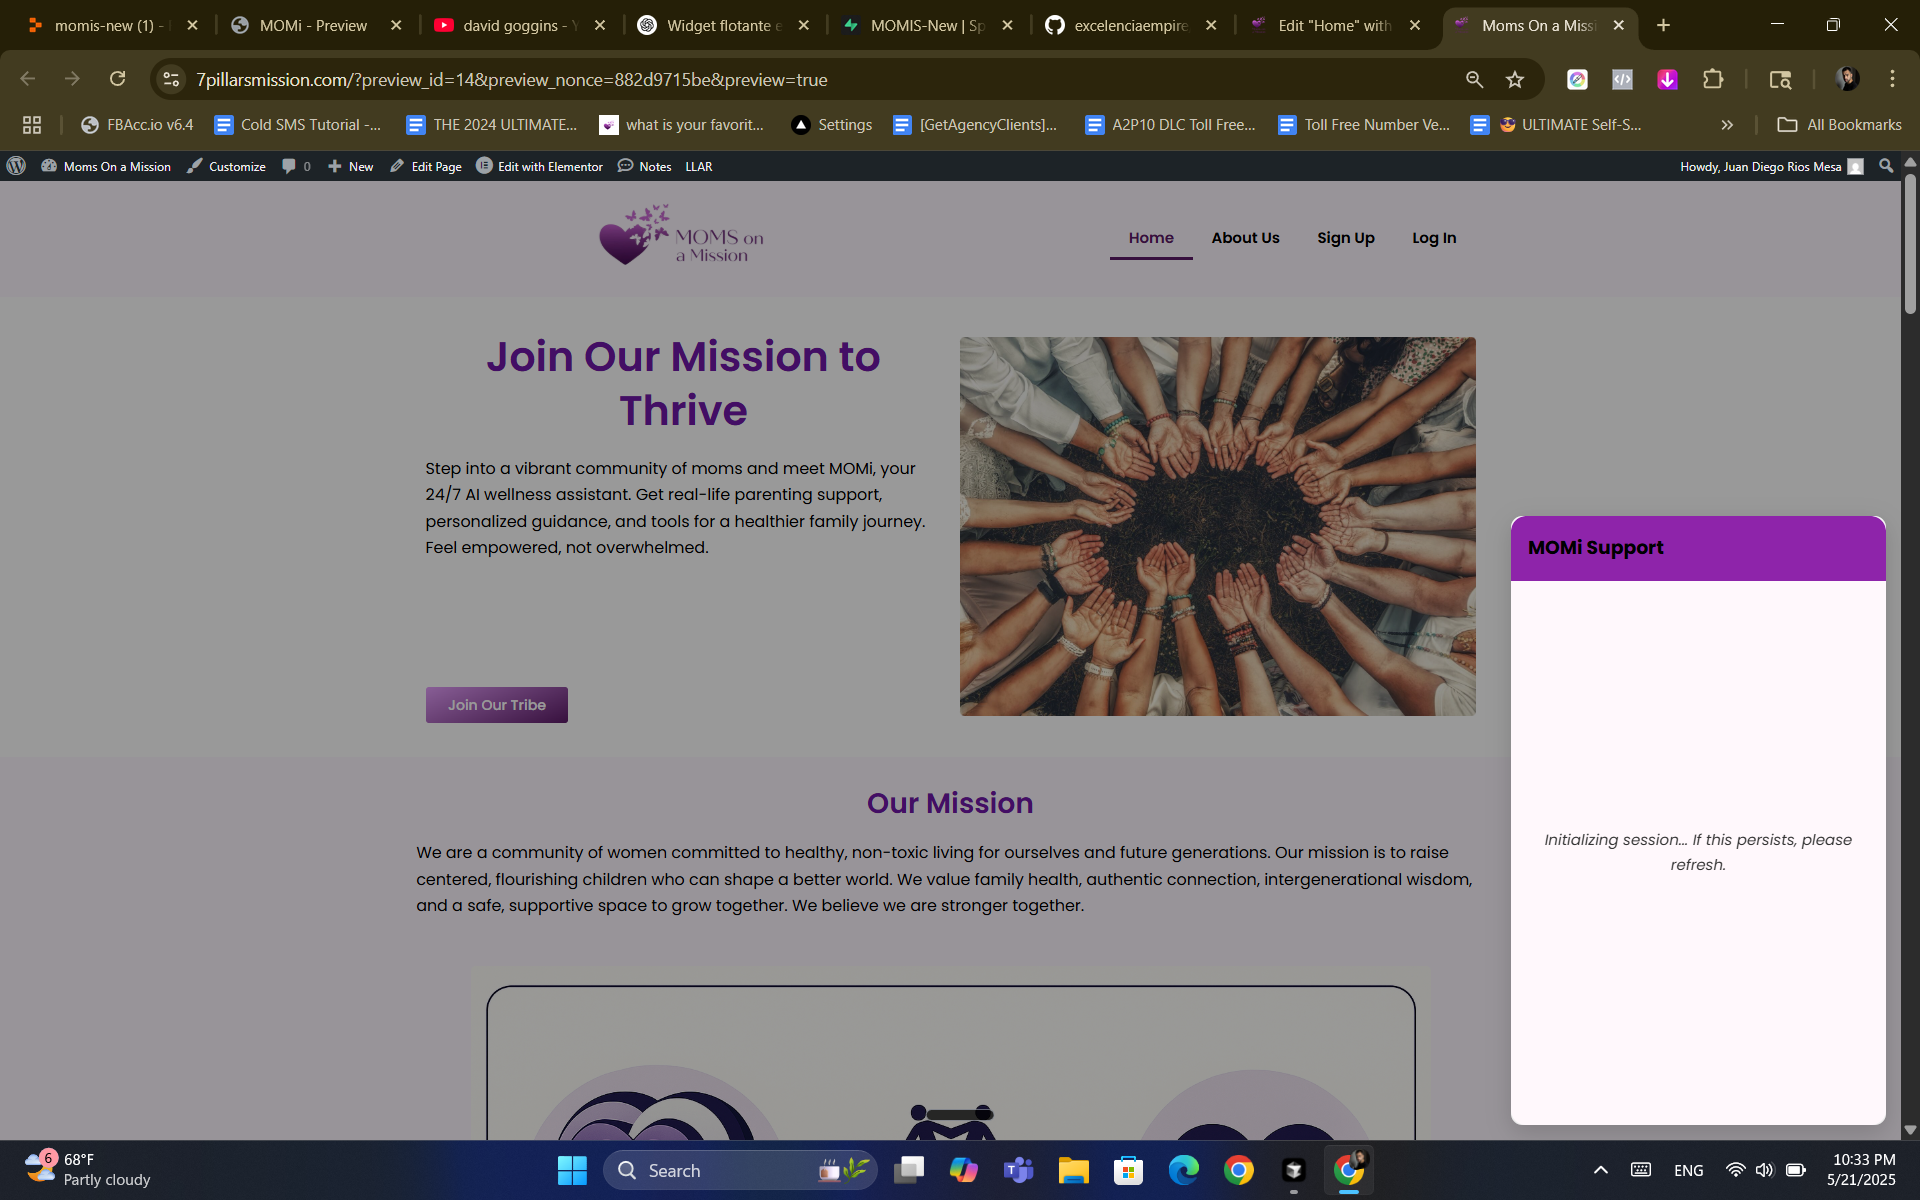 momis-new (1) -
MOMi - Preview
david goggins - Y
Widget flotante e
MOMIS-New | Sp
excelenciaempire
Edit "Home" with
Moms On a Missi
7pillarsmission.com/?preview_id=14&preview_nonce=882d9715be&preview=true
FBAcc.io v6.4
Cold SMS Tutorial -...
THE 2024 ULTIMATE...
what is your favorit...
Settings
[GetAgencyClients]...
A2P10 DLC Toll Free...
Toll Free Number Ve...
ULTIMATE Self-S...
All Bookmarks
Moms On a Mission
Customize
0
New
Edit Page
Edit with Elementor
Notes
LLAR
Howdy, Juan Diego Rios Mesa
MOMS on
a Mission
Home
About Us
Sign Up
Log In
Join Our Mission to
Thrive
Step into a vibrant community of moms and meet MOMi, your
24/7 AI wellness assistant. Get real-life parenting support,
personalized guidance, and tools for a healthier family journey.
Feel empowered, not overwhelmed.
Join Our Tribe
MOMi Support
Initializing session... If this persists, please
refresh.
Our Mission
We are a community of women committed to healthy, non-toxic living for ourselves and future generations. Our mission is to raise
centered, flourishing children who can shape a better world. We value family health, authentic connection, intergenerational wisdom,
and a safe, supportive space to grow together. We believe we are stronger together.
6
68°F
Partly cloudy
Search
ENG
10:33 PM
5/21/2025